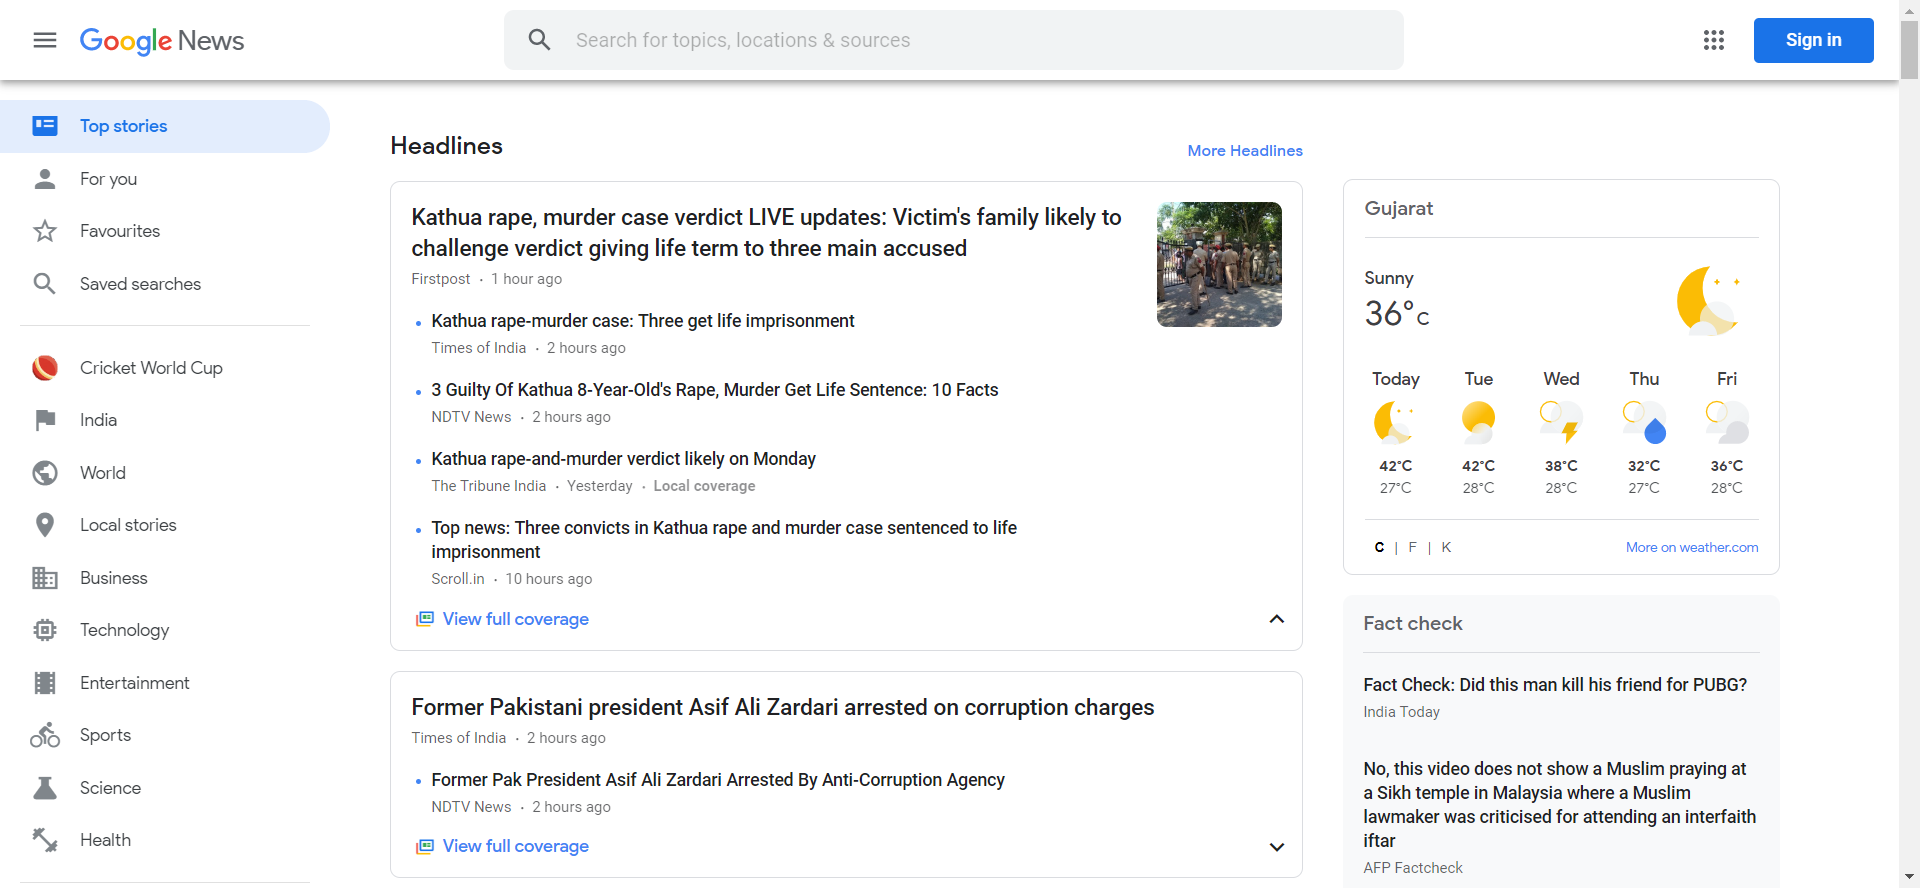 Google News
Search for topics, locations & sources
Sign in
Top stories
For you
Favourites
Saved searches
Cricket World Cup
India
World
Local stories
Business
Technology
Entertainment
Sports
Science
Health
Headlines
More Headlines
Kathua rape, murder case verdict LIVE updates: Victim's family likely to
challenge verdict giving life term to three main accused
Firstpost · 1 hour ago
Kathua rape-murder case: Three get life imprisonment
Times of India · 2 hours ago
3 Guilty Of Kathua 8-Year-Old's Rape, Murder Get Life Sentence: 10 Facts
NDTV News · 2 hours ago
Kathua rape-and-murder verdict likely on Monday
The Tribune India · Yesterday · Local coverage
Top news: Three convicts in Kathua rape and murder case sentenced to life
imprisonment
Scroll.in · 10 hours ago
View full coverage
Former Pakistani president Asif Ali Zardari arrested on corruption charges
Times of India · 2 hours ago
Former Pak President Asif Ali Zardari Arrested By Anti-Corruption Agency
NDTV News · 2 hours ago
View full coverage
Gujarat
Sunny
36°C
Today Tue Wed Thu Fri
42°C 42°C 38°C 32°C 36°C
27°C 28°C 28°C 27°C 28°C
C | F | K
More on weather.com
Fact check
Fact Check: Did this man kill his friend for PUBG?
India Today
No, this video does not show a Muslim praying at
a Sikh temple in Malaysia where a Muslim
lawmaker was criticised for attending an interfaith
iftar
AFP Factcheck